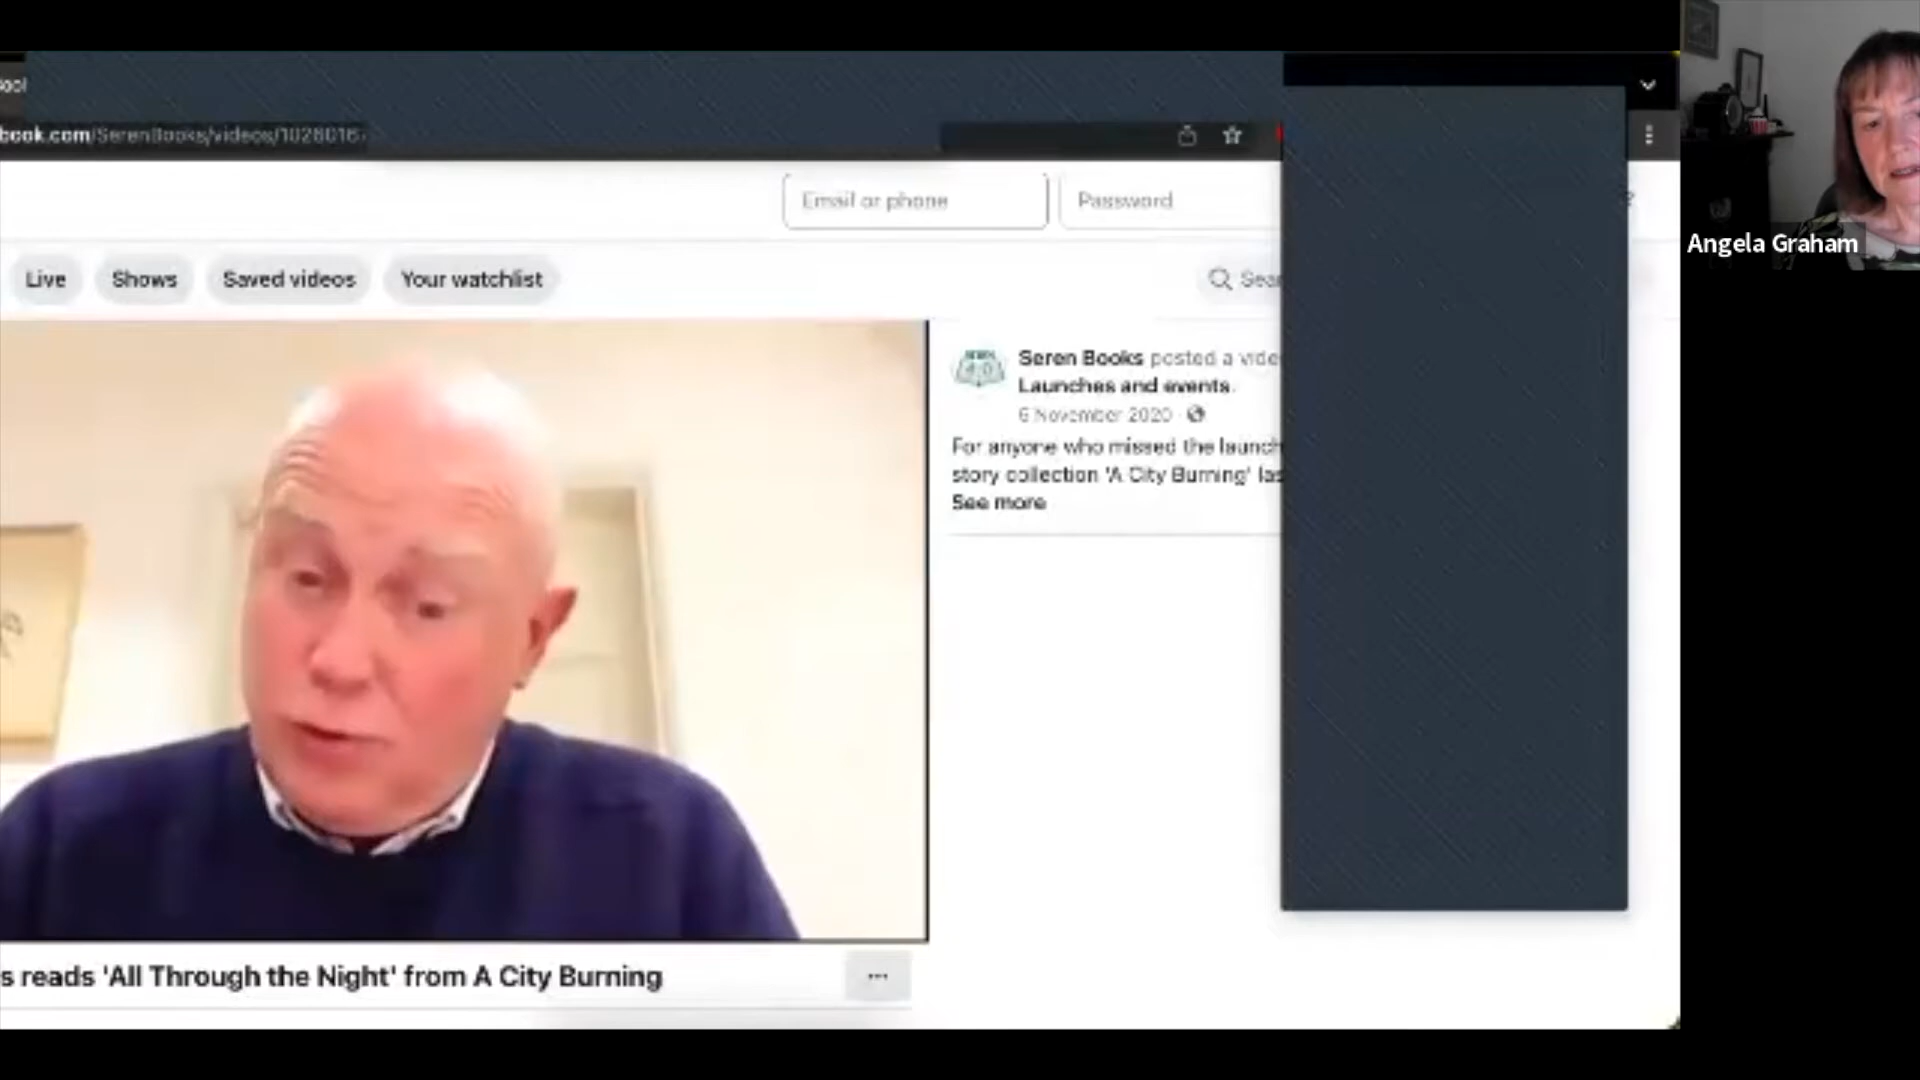 book.com/SerenBooks/videos/1026016
Email or phone
Password
Live
Shows
Saved videos
Your watchlist
Seren Books posted a vide
Launches and events.
6 November 2020
For anyone who missed the launch
story collection 'A City Burning' las
See more
s reads 'All Through the Night' from A City Burning
Angela Graham